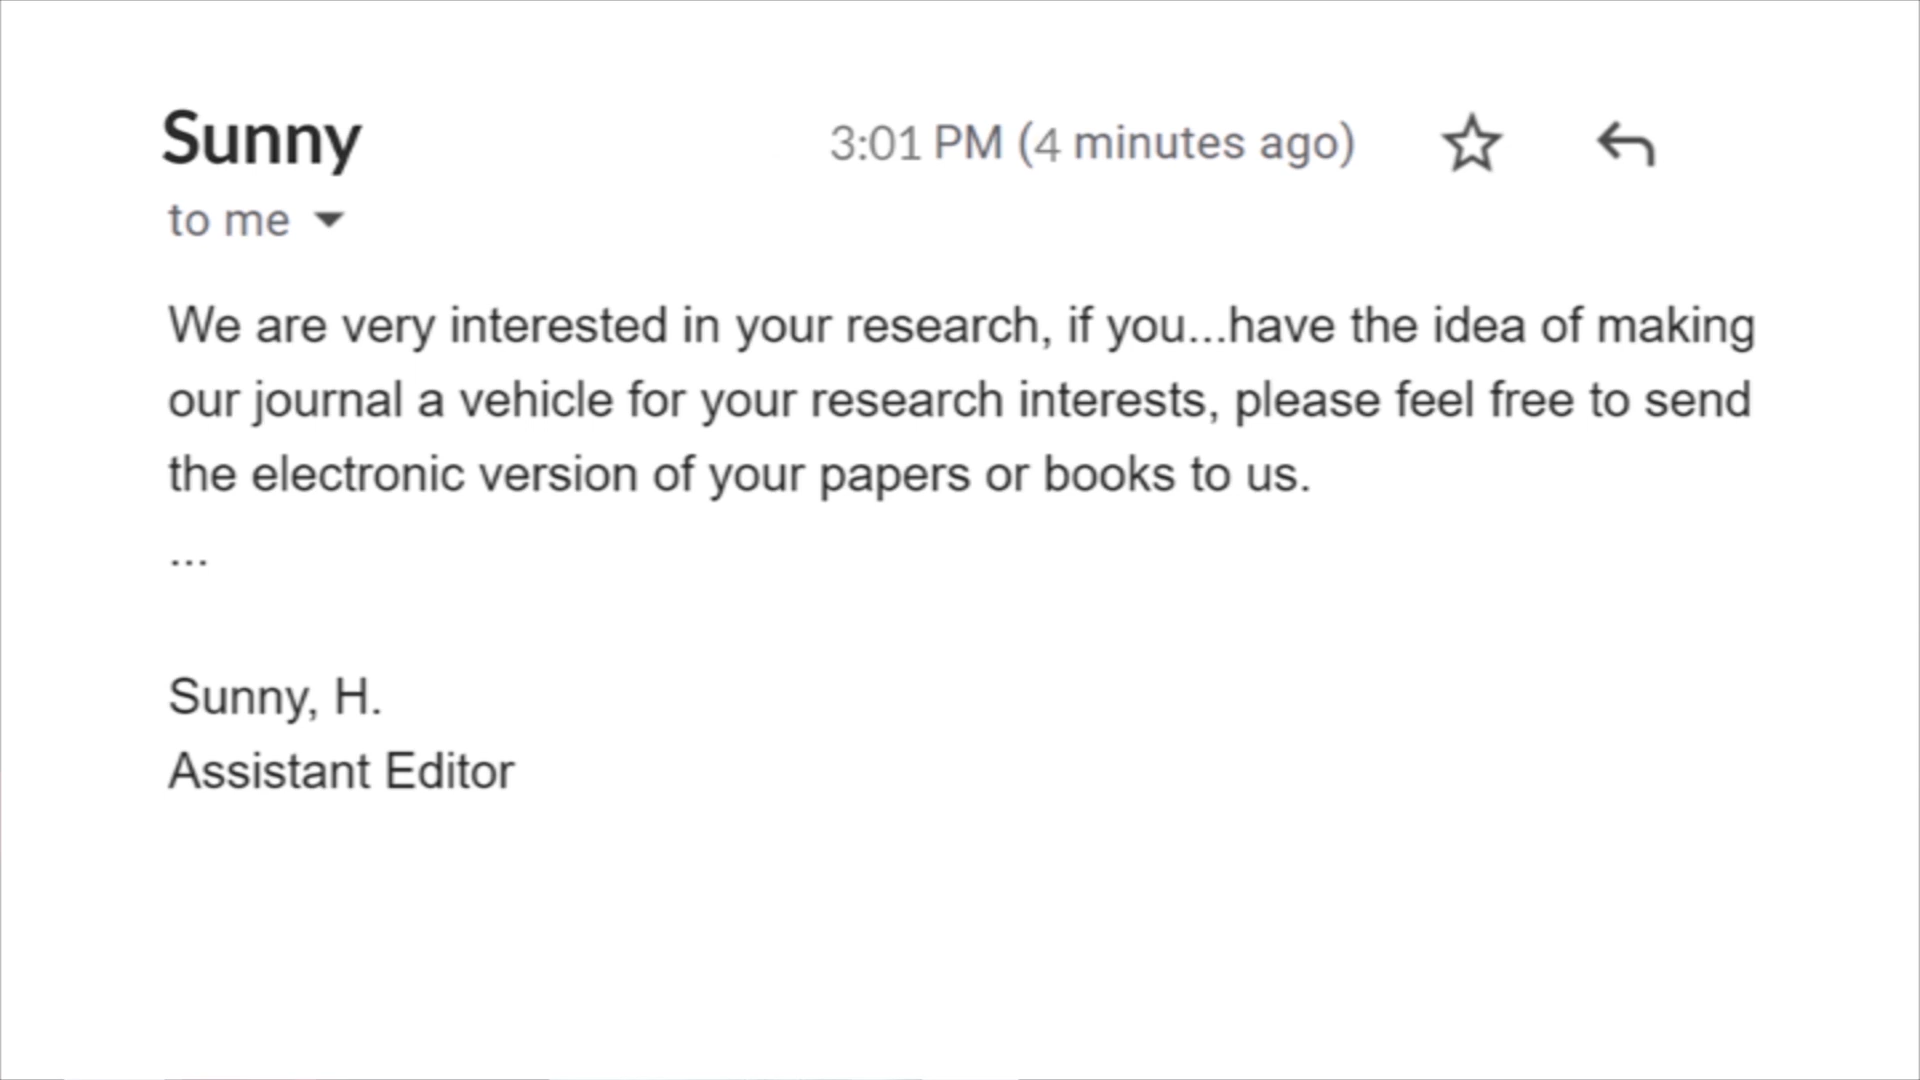 Sunny
3:01 PM (4 minutes ago)
to me
We are very interested in your research, if you...have the idea of making
our journal a vehicle for your research interests, please feel free to send
the electronic version of your papers or books to us.
...
Sunny, H.
Assistant Editor